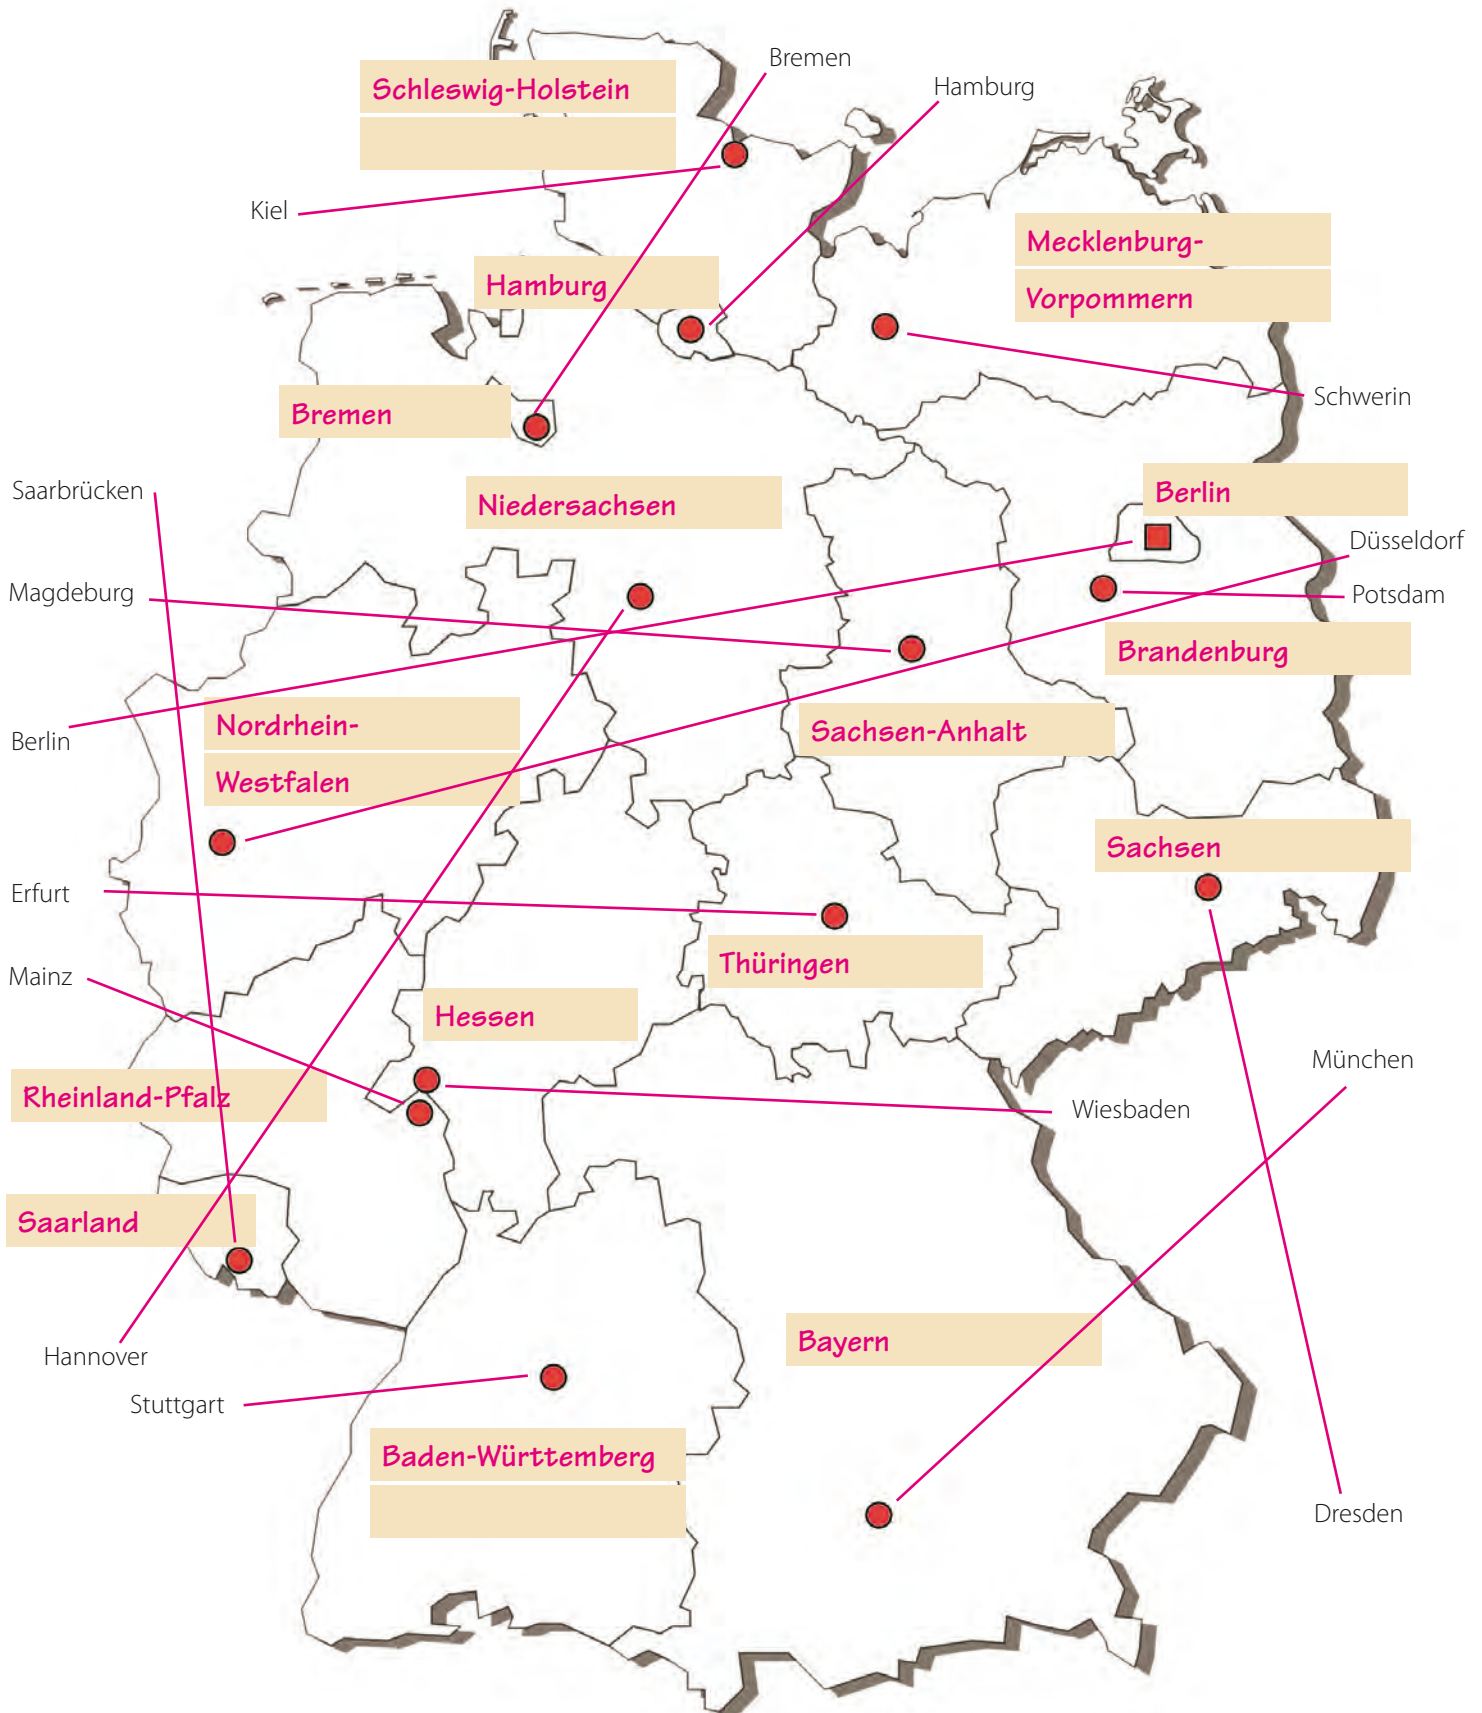 Bremen
Schleswig-Holstein
Hamburg
Kiel
Mecklenburg-
Vorpommern
Hamburg
Schwerin
Bremen
Saarbrücken
Niedersachsen
Berlin
Düsseldorf
Magdeburg
Potsdam
Brandenburg
Berlin
Nordrhein-
Westfalen
Sachsen-Anhalt
Sachsen
Erfurt
Thüringen
Mainz
Hessen
München
Rheinland-Pfalz
Wiesbaden
Saarland
Bayern
Hannover
Stuttgart
Baden-Württemberg
Dresden